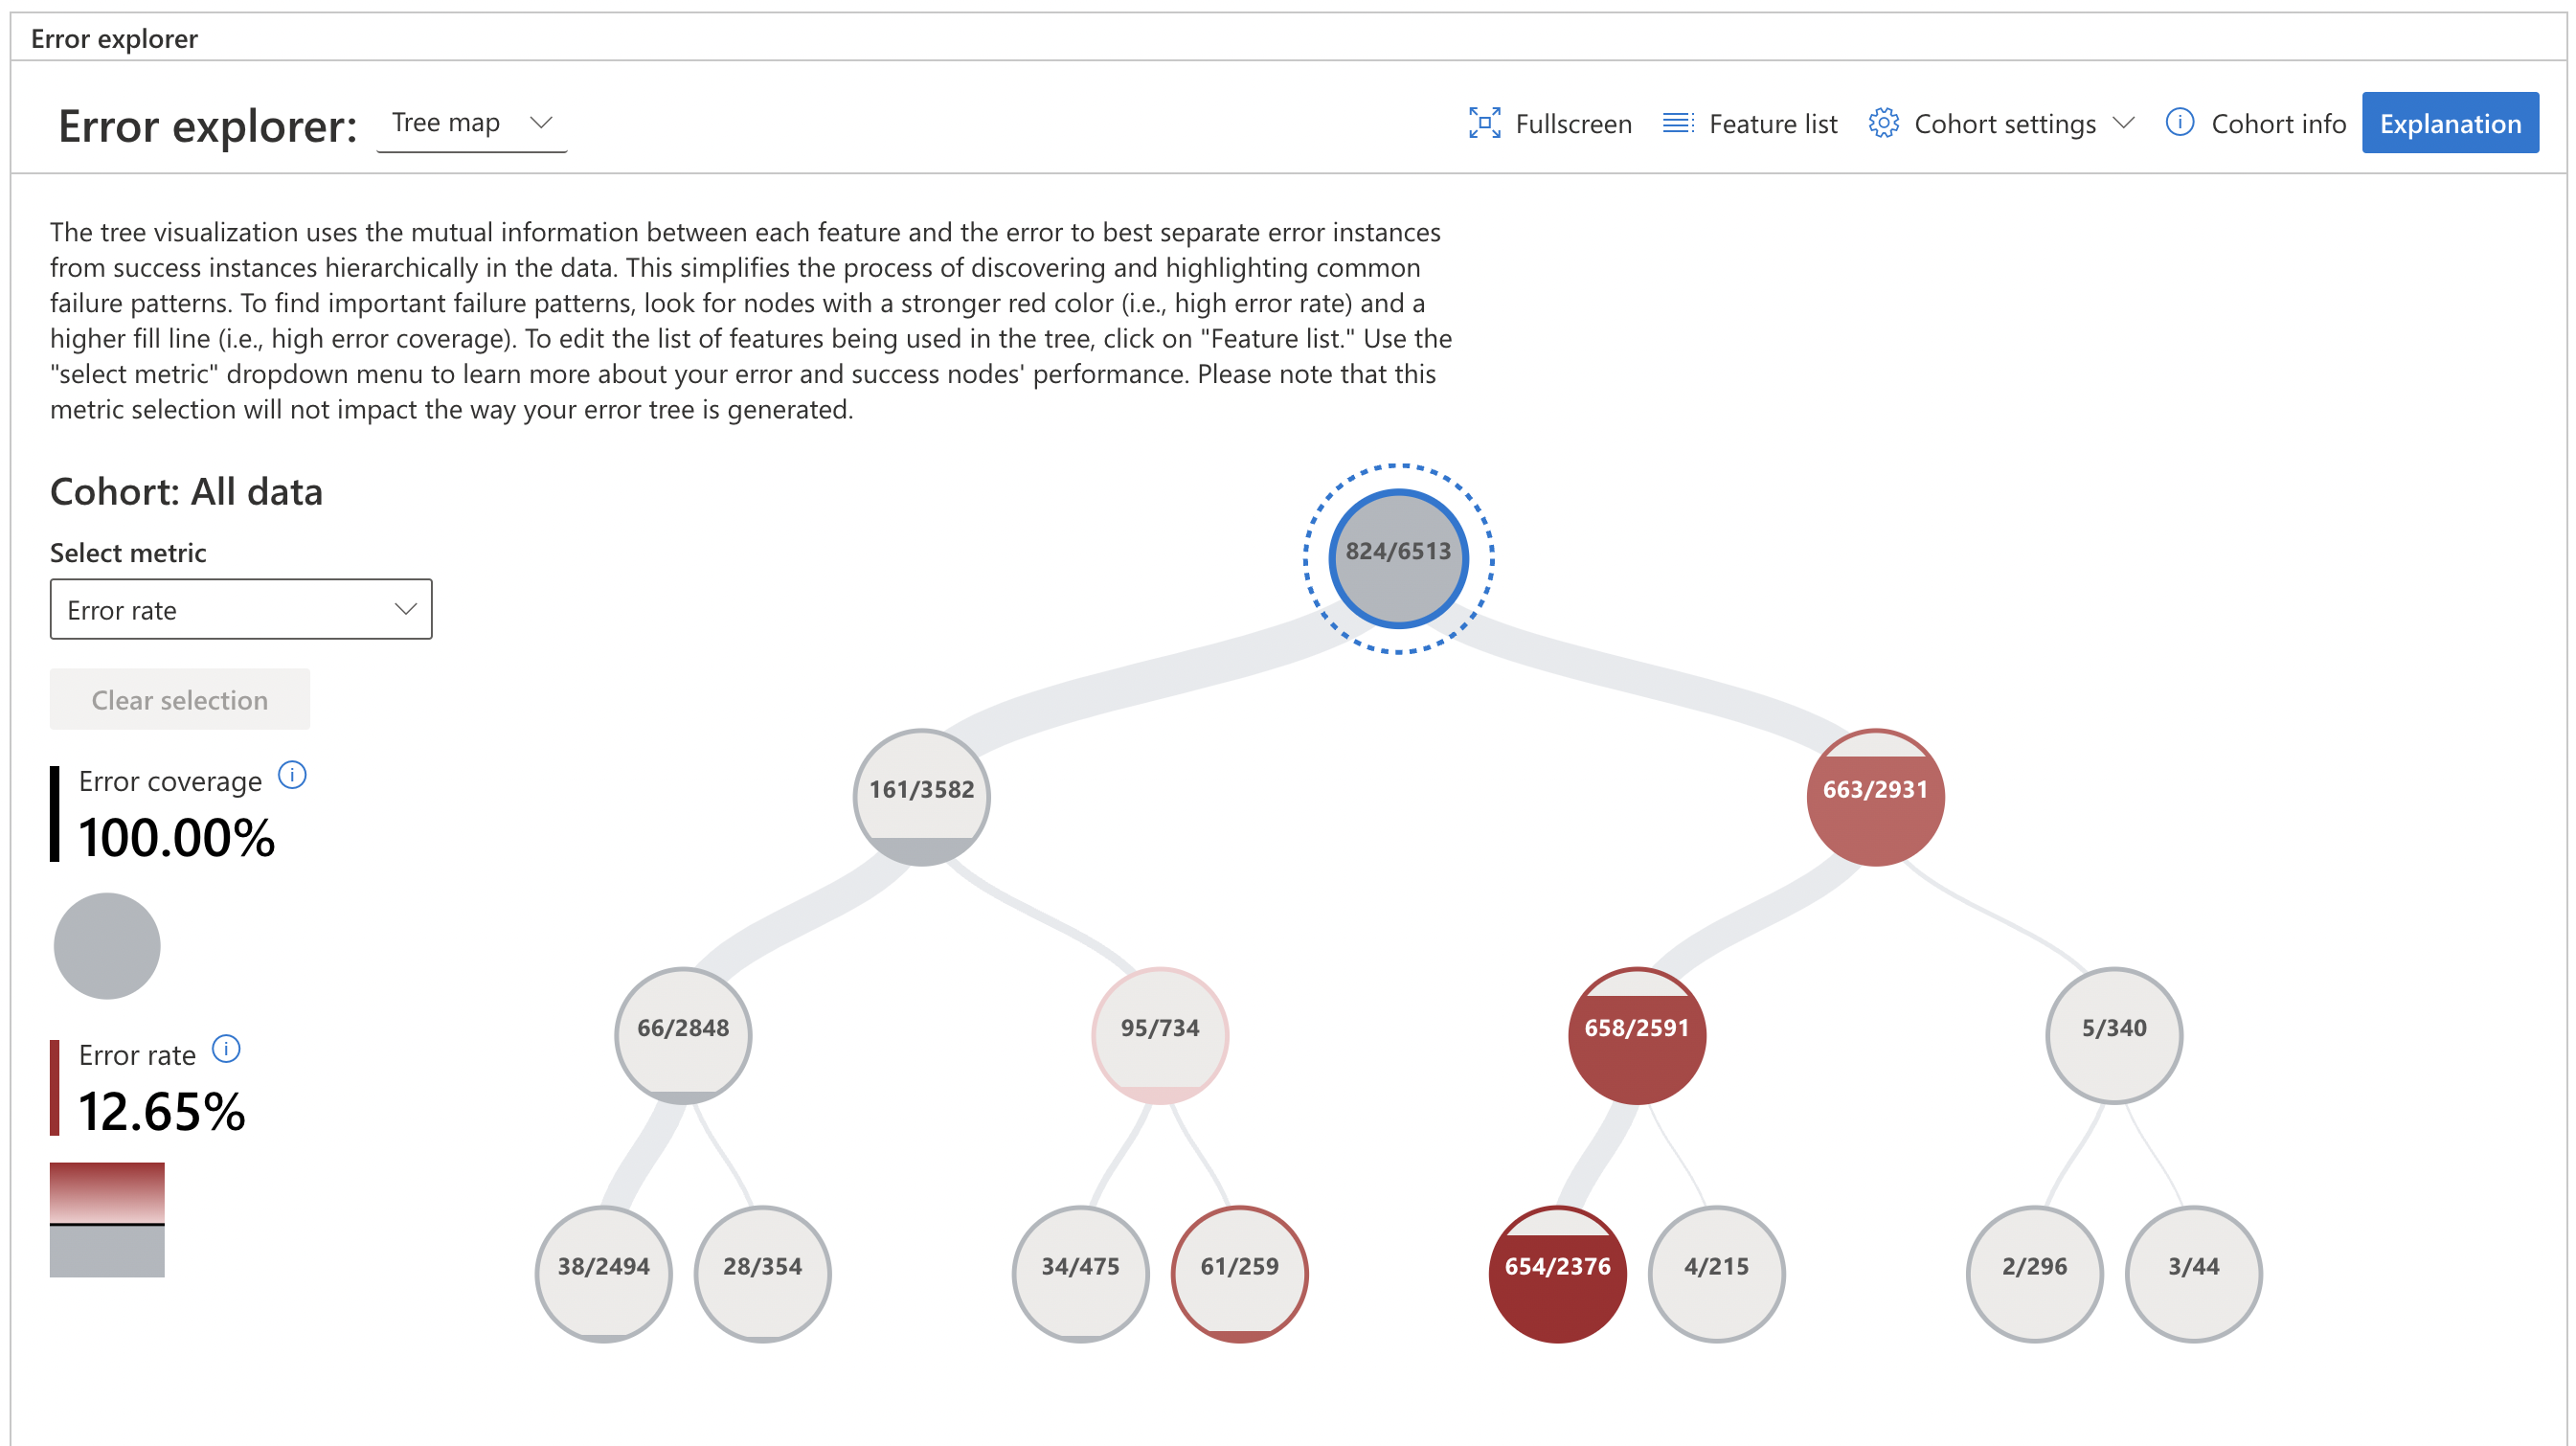 Error explorer
Error explorer:
Tree map
Fullscreen
Feature list
Cohort settings
Cohort info
Explanation
The tree visualization uses the mutual information between each feature and the error to best separate error instances
from success instances hierarchically in the data. This simplifies the process of discovering and highlighting common
failure patterns. To find important failure patterns, look for nodes with a stronger red color (i.e., high error rate) and a
higher fill line (i.e., high error coverage). To edit the list of features being used in the tree, click on "Feature list." Use the
"select metric" dropdown menu to learn more about your error and success nodes' performance. Please note that this
metric selection will not impact the way your error tree is generated.
Cohort: All data
Select metric
Error rate
Clear selection
Error coverage
100.00%
Error rate
12.65%
824/6513
161/3582
663/2931
66/2848
95/734
658/2591
5/340
38/2494
28/354
34/475
61/259
654/2376
4/215
2/296
3/44